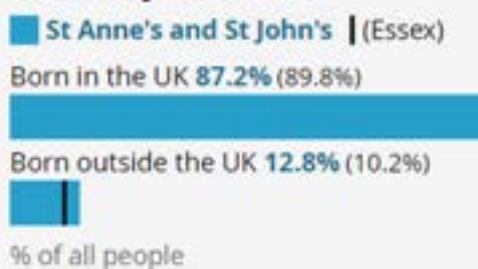 St Anne's and St John's (Essex)
Born in the UK 87.2% (89.8%)
Born outside the UK 12.8% (10.2%)
% of all people